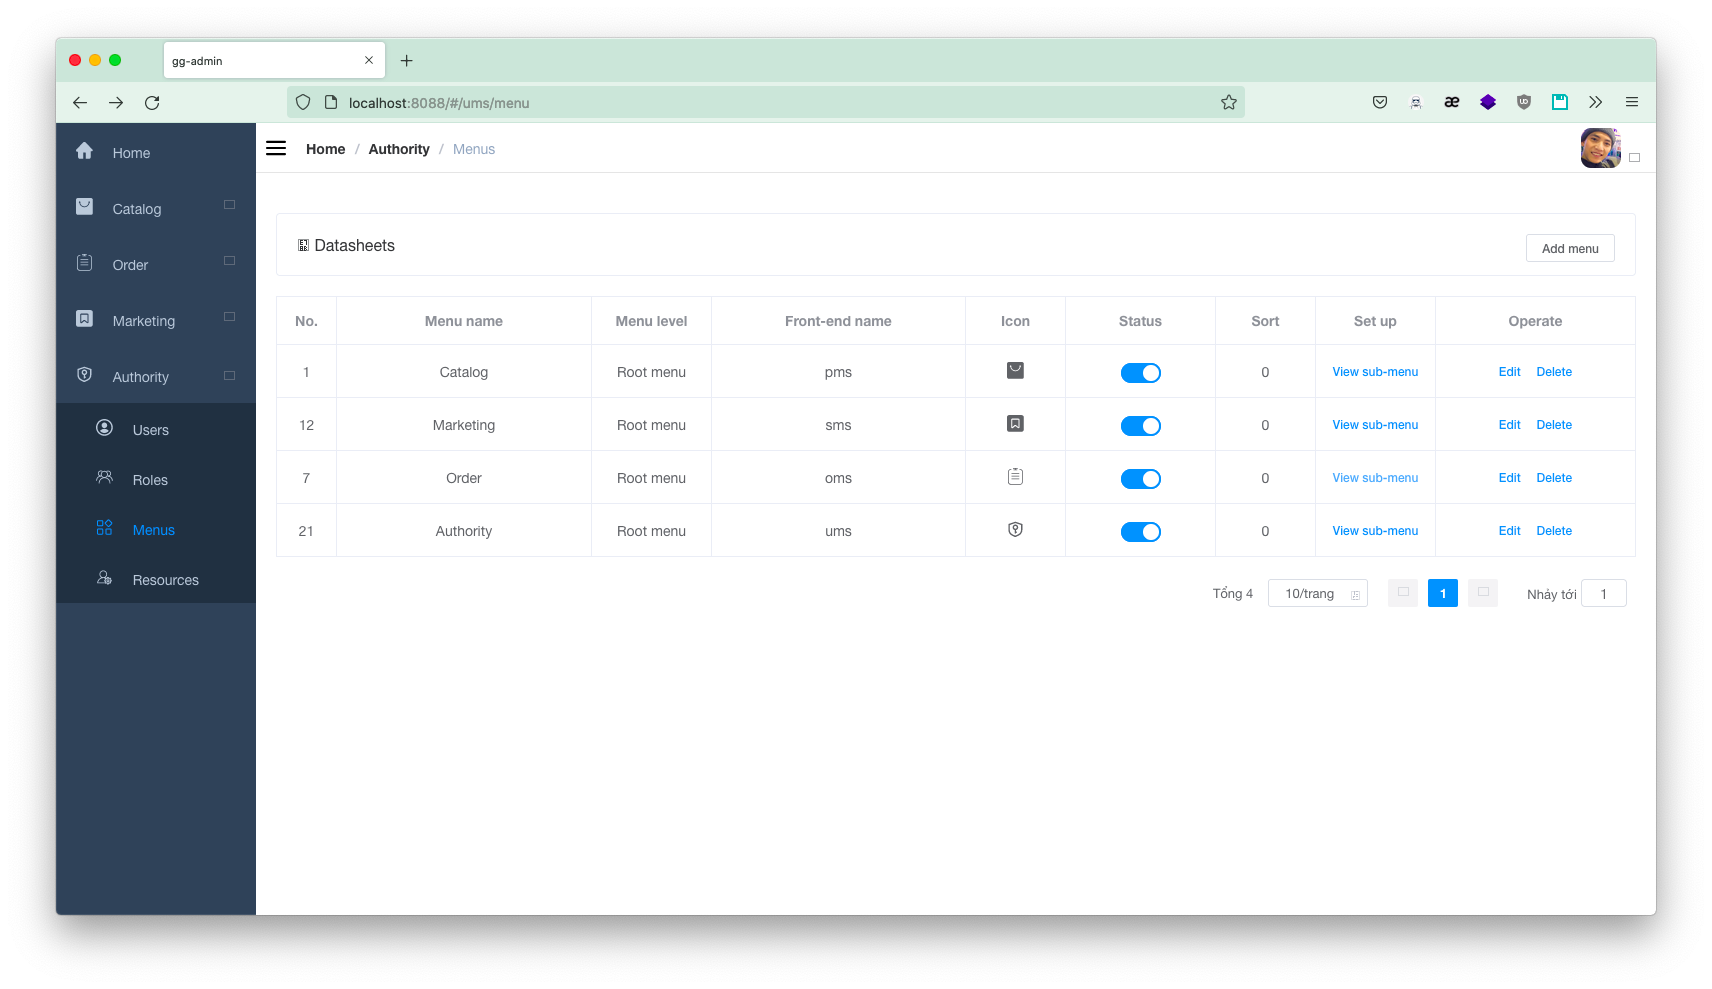 gg-admin
localhost:8088/#/ums/menu
Home
Catalog
Order
Marketing
Authority
Users
Roles
Menus
Resources
Home / Authority / Menus
Datasheets
Add menu
No. Menu name Menu level Front-end name Icon Status Sort Set up Operate
1 Catalog Root menu pms 0 View sub-menu Edit Delete
12 Marketing Root menu sms 0 View sub-menu Edit Delete
7 Order Root menu oms 0 View sub-menu Edit Delete
21 Authority Root menu ums 0 View sub-menu Edit Delete
Tổng 4 10/trang 1 Nhảy tới 1